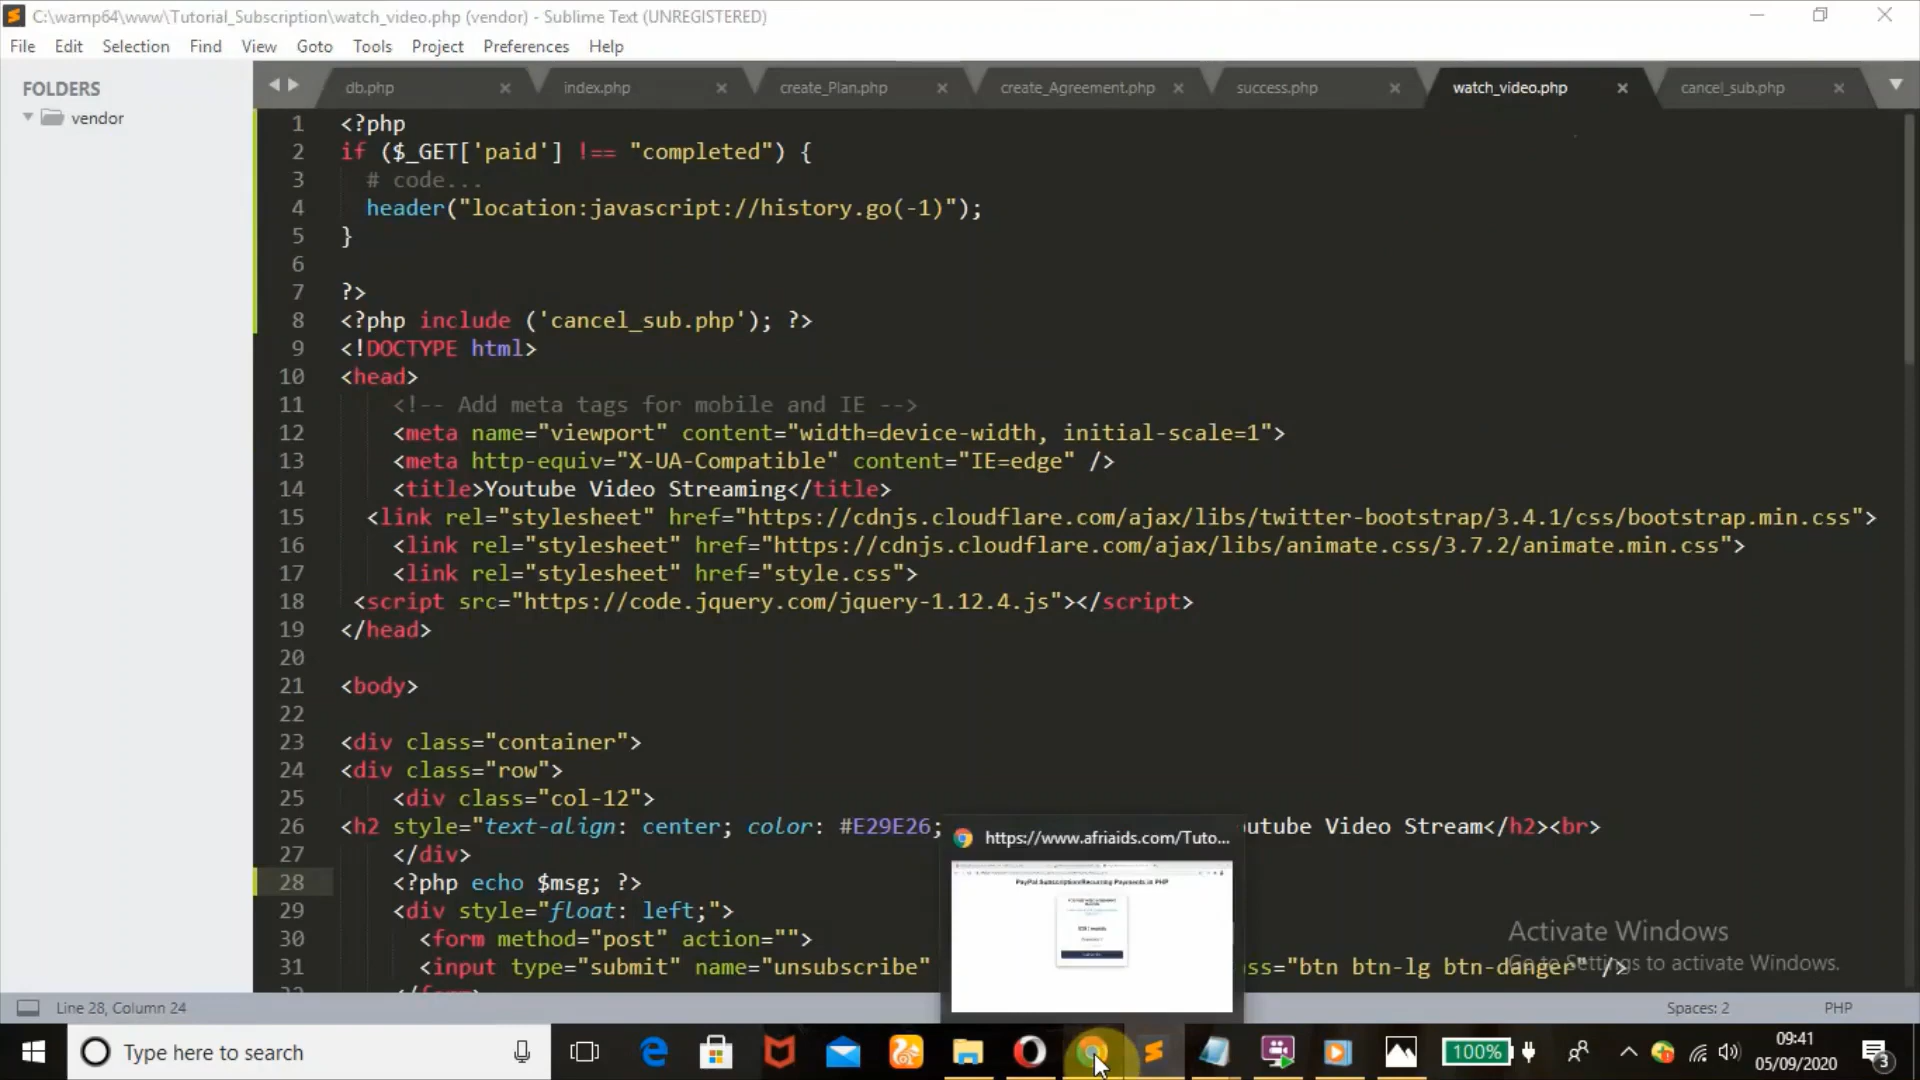 C:\wamp64\www\Tutorial_Subscription\watch_video.php (vendor) - Sublime Text (UNREGISTERED)
File Edit Selection Find View Goto Tools Project Preferences Help
FOLDERS
vendor
db.php index.php create_Plan.php create_Agreement.php success.php watch_video.php cancel_sub.php
1 <?php
2 if ($_GET['paid'] !== "completed") {
3 # code...
4 header("location:javascript://history.go(-1)");
5 }
6
7 ?>
8 <?php include ('cancel_sub.php'); ?>
9 <!DOCTYPE html>
10 <head>
11 <!-- Add meta tags for mobile and IE -->
12 <meta name="viewport" content="width=device-width, initial-scale=1">
13 <meta http-equiv="X-UA-Compatible" content="IE=edge" />
14 <title>Youtube Video Streaming</title>
15 <link rel="stylesheet" href="https://cdnjs.cloudflare.com/ajax/libs/twitter-bootstrap/3.4.1/css/bootstrap.min.css">
16 <link rel="stylesheet" href="https://cdnjs.cloudflare.com/ajax/libs/animate.css/3.7.2/animate.min.css">
17 <link rel="stylesheet" href="style.css">
18 <script src="https://code.jquery.com/jquery-1.12.4.js"></script>
19 </head>
20
21 <body>
22
23 <div class="container">
24 <div class="row">
25 <div class="col-12">
26 <h2 style="text-align: center; color: #E29E26; outube Video Stream</h2><br>
27 </div>
28 <?php echo $msg; ?>
29 <div style="float: left;">
30 <form method="post" action="">
31 <input type="submit" name="unsubscribe" ss="btn btn-lg btn-danger" />
https://www.afriaids.com/Tuto...
PayPal Subscription/Recurring Payments in PHP
Activate Windows
Go to Settings to activate Windows.
Line 28, Column 24
Spaces: 2
PHP
Type here to search
100%
09:41
05/09/2020
3